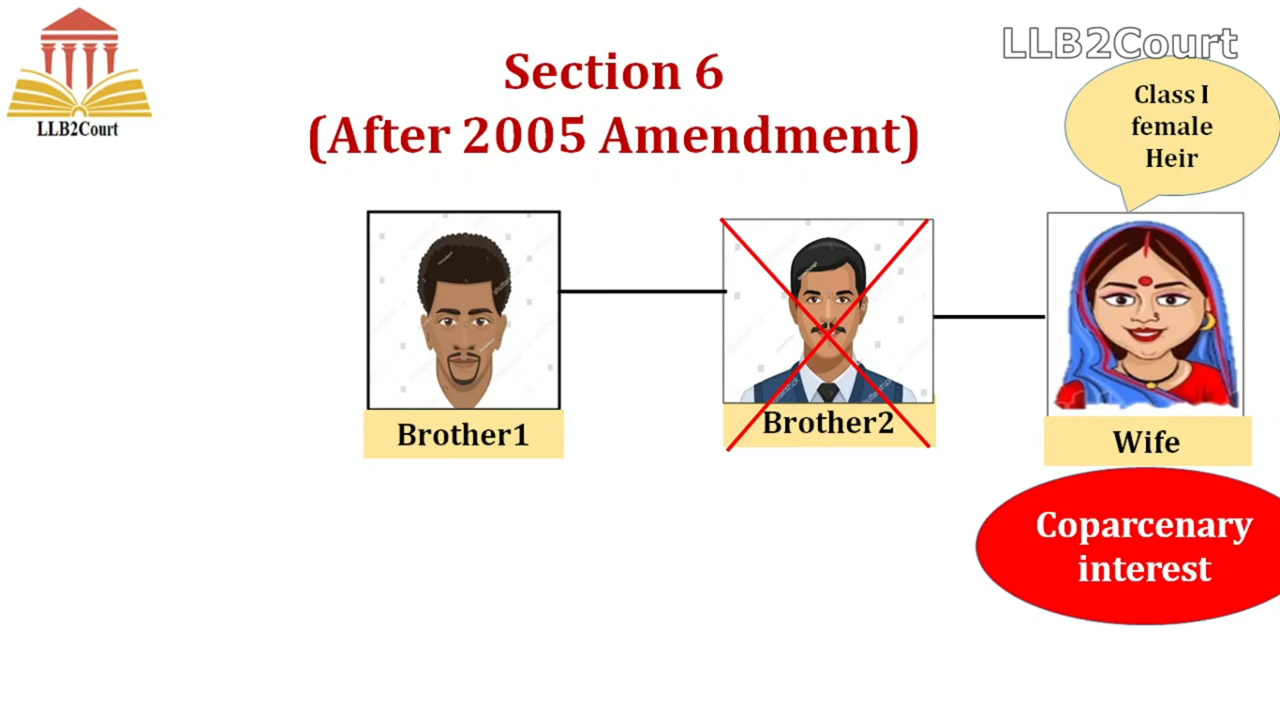 LLB2Court
LLB2Court
Section 6
(After 2005 Amendment)
Class I
female
Heir
Brother1
Brother2
Wife
Coparcenary
interest